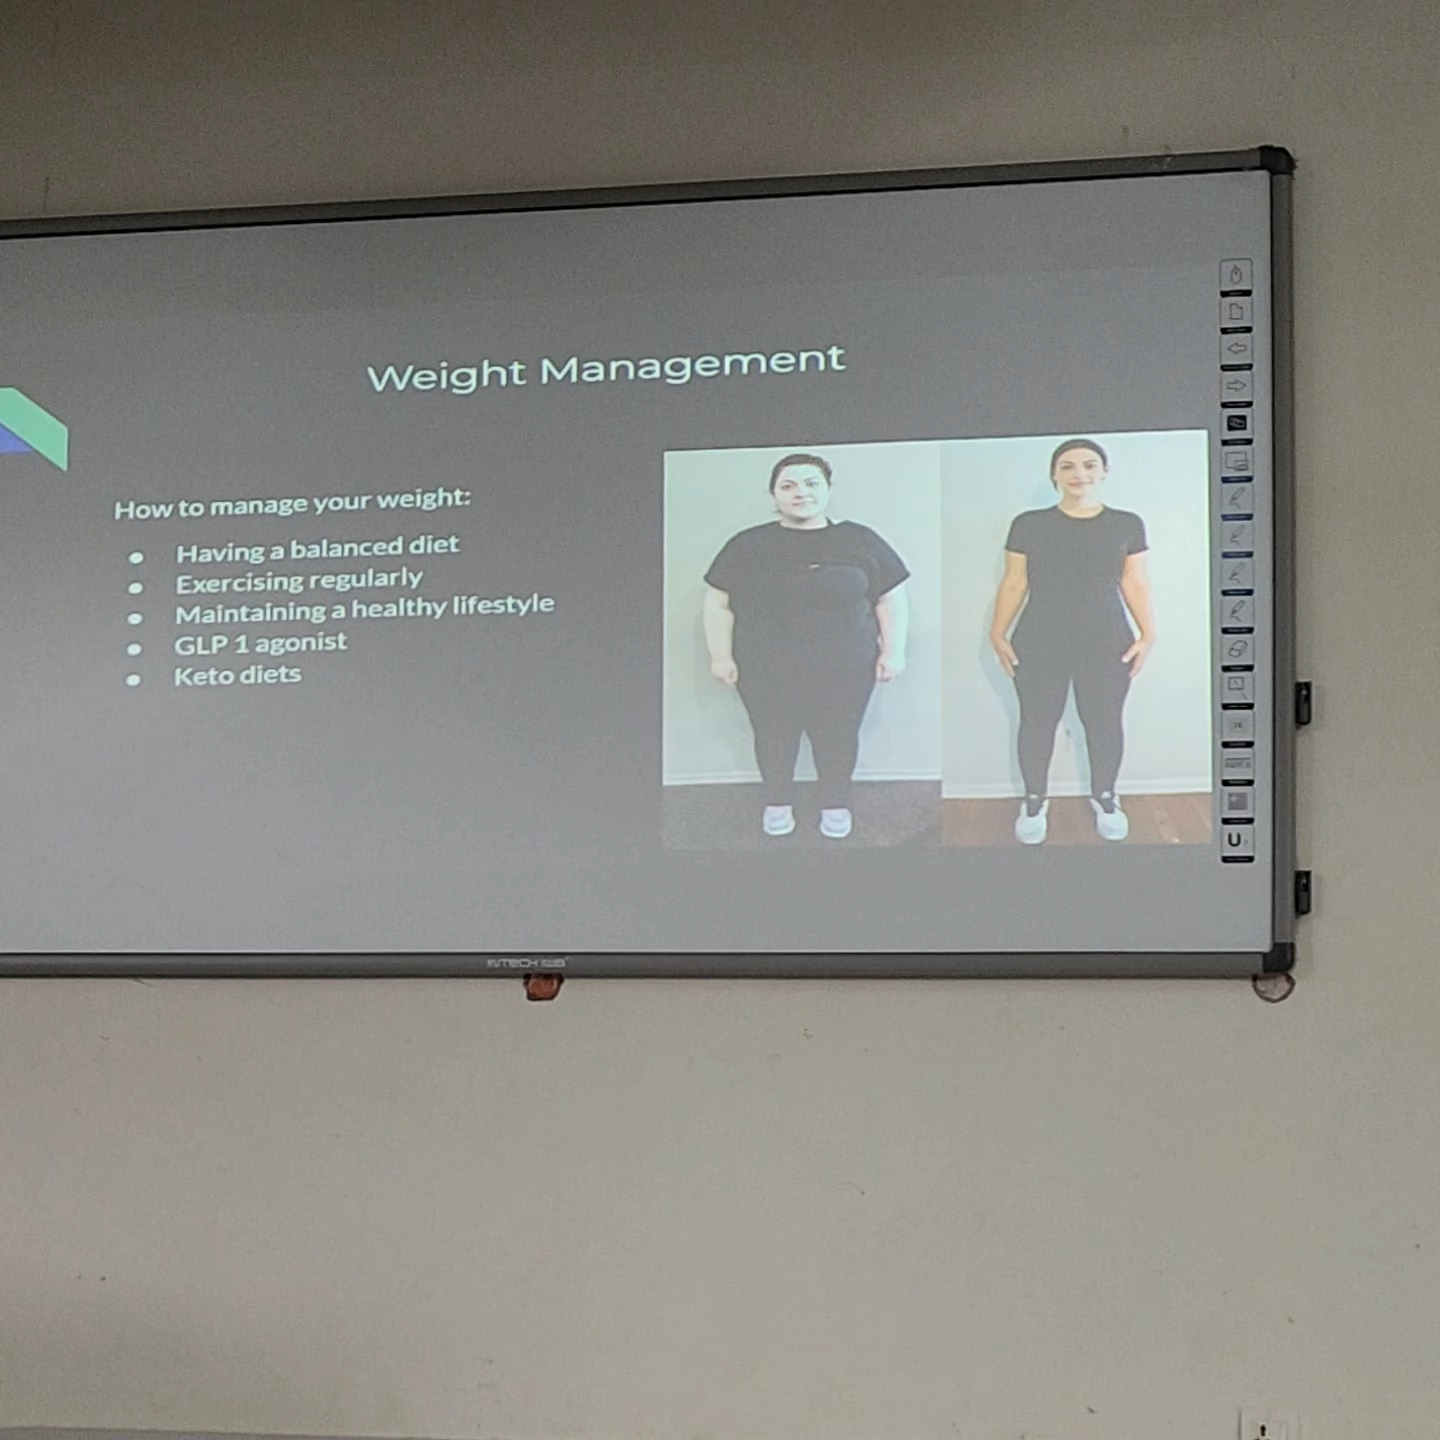 Weight Management
How to manage your weight:
● Having a balanced diet
● Exercising regularly
● Maintaining a healthy lifestyle
● GLP 1 agonist
● Keto diets
U